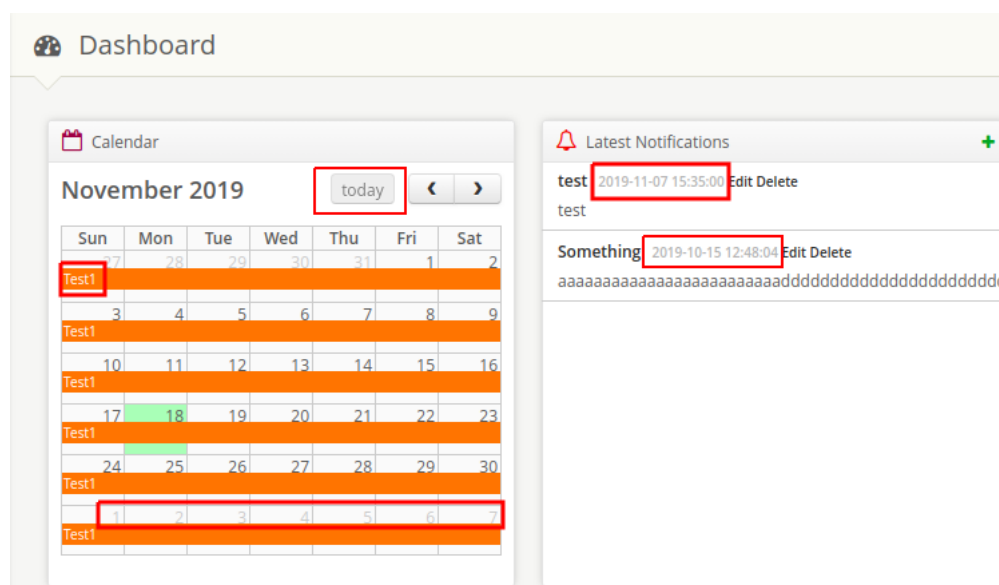 Dashboard
Calendar
November 2019
today
Sun Mon Tue Wed Thu Fri Sat
27 28 29 30 31 1 2
Test1
3 4 5 6 7 8 9
Test1
10 11 12 13 14 15 16
Test1
17 18 19 20 21 22 23
Test1
24 25 26 27 28 29 30
Test1
1 2 3 4 5 6 7
Test1
Latest Notifications
test 2019-11-07 15:35:00 Edit Delete
test
Something 2019-10-15 12:48:04 Edit Delete